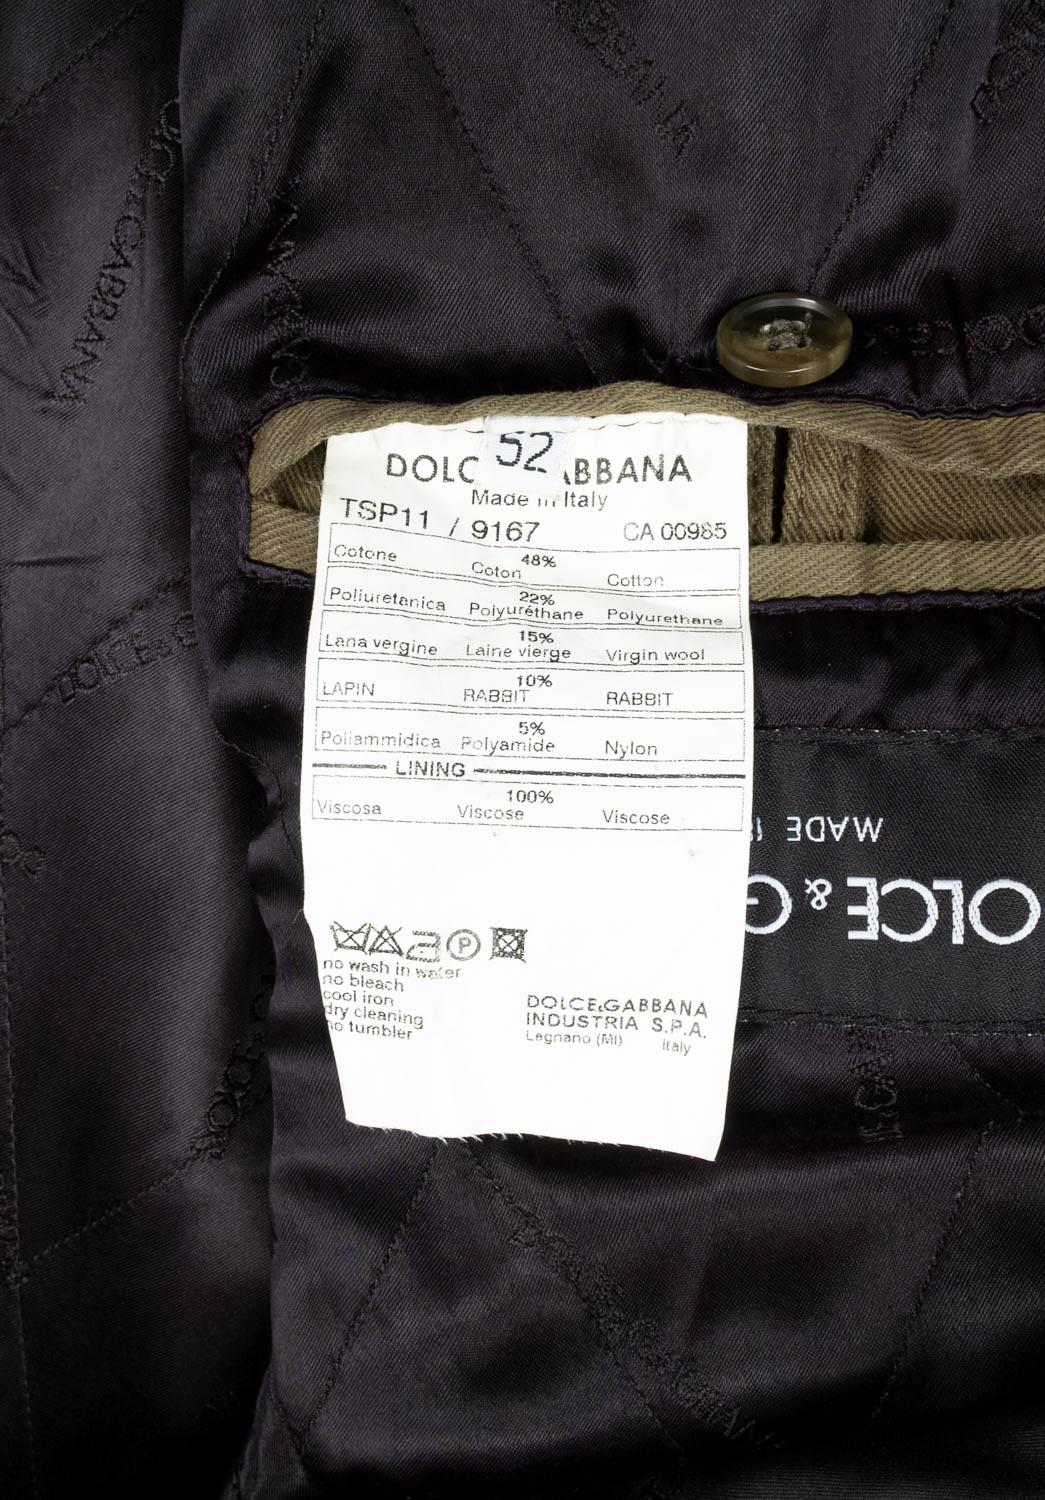 52
DOLC ABBANA
Made in Italy
TSP11 / 9167 CA 00985
48%
Cotone Coton Cotton
22%
Poliuretanica Polyuréthane Polyurethane
15%
Lana vergine Laine vierge Virgin wool
10%
LAPIN RABBIT RABBIT
5%
Poliammidica Polyamide Nylon
LINING
100%
Viscosa Viscose Viscose
P
no wash in water
no bleach
cool iron
dry cleaning
no tumbler
DOLCE&GABBANA
INDUSTRIA S.P.A.
Legnano (MI) italy
MADE
OLCE & G
GABBANA
DOLCE & G